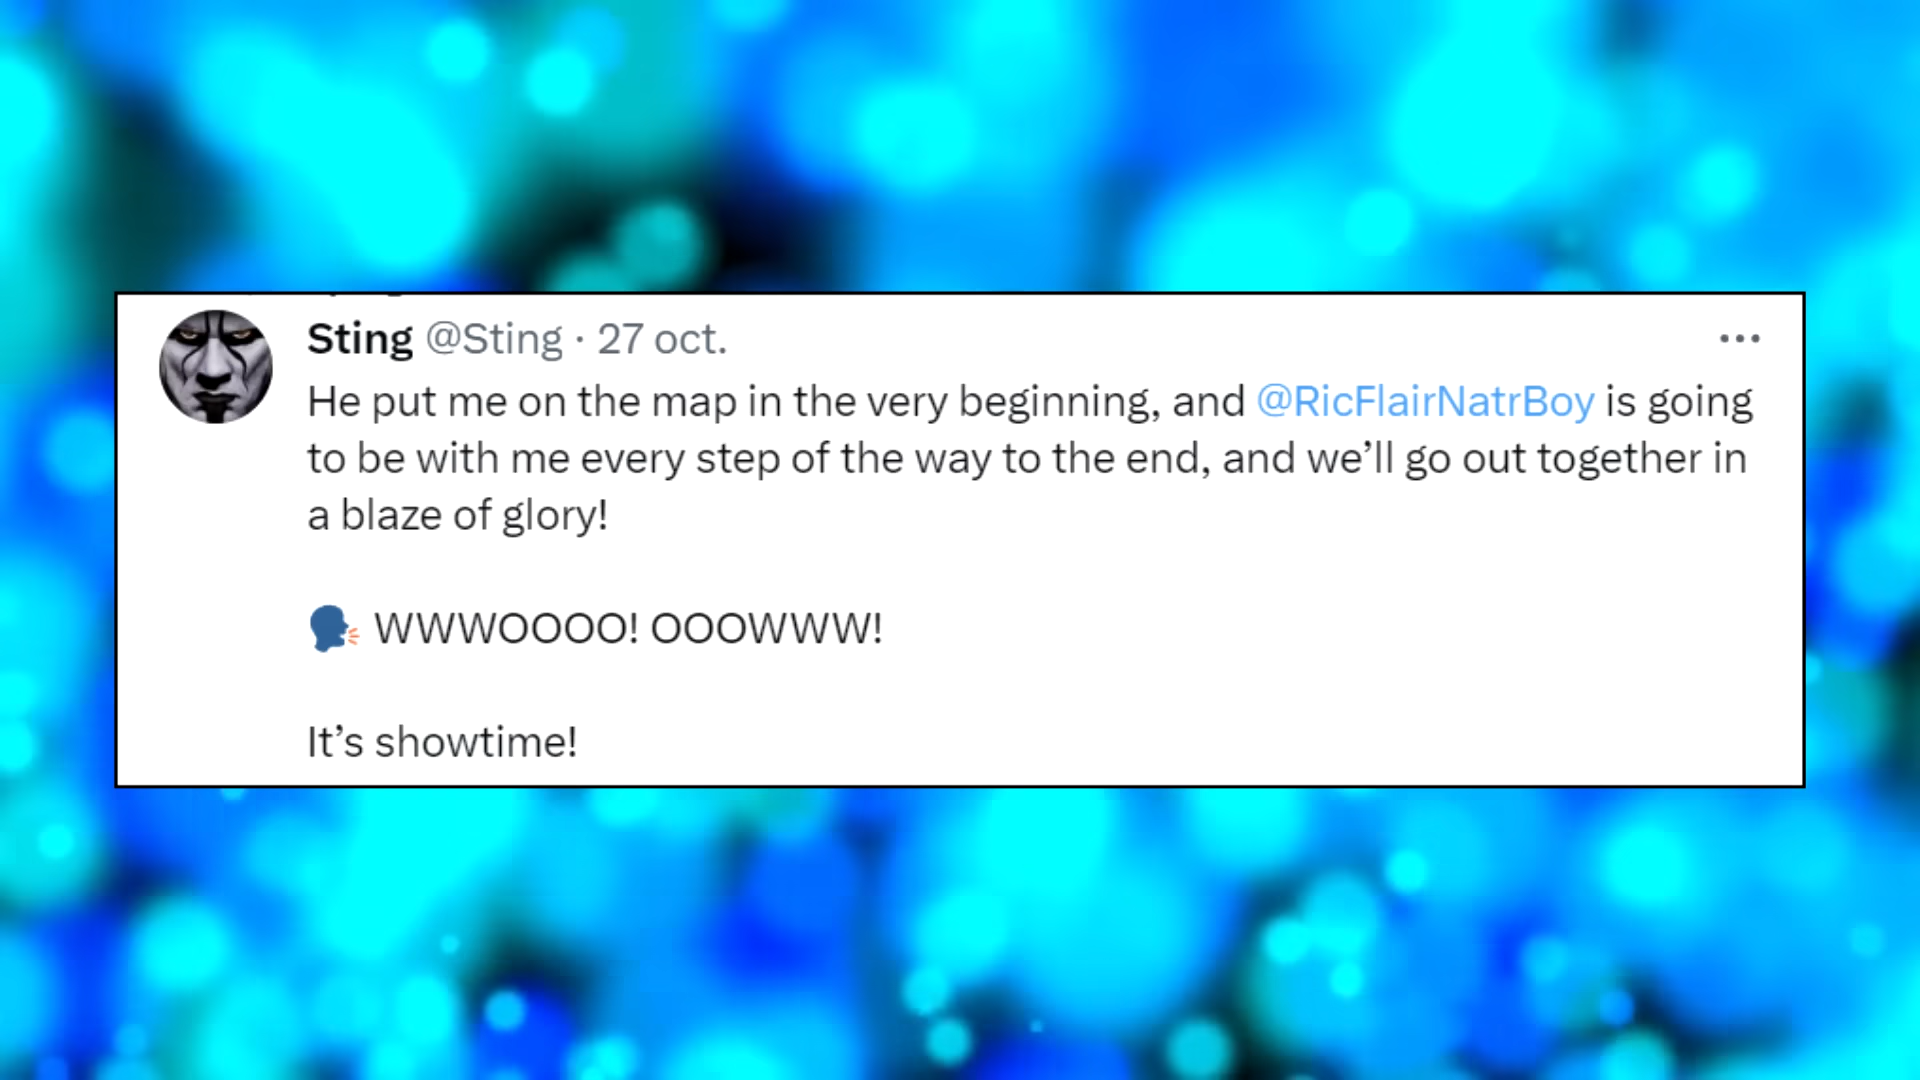 Sting @Sting · 27 oct.
He put me on the map in the very beginning, and @RicFlairNatrBoy is going
to be with me every step of the way to the end, and we’ll go out together in
a blaze of glory!
🗣️ WWWOOOO! OOOWWW!
It’s showtime!